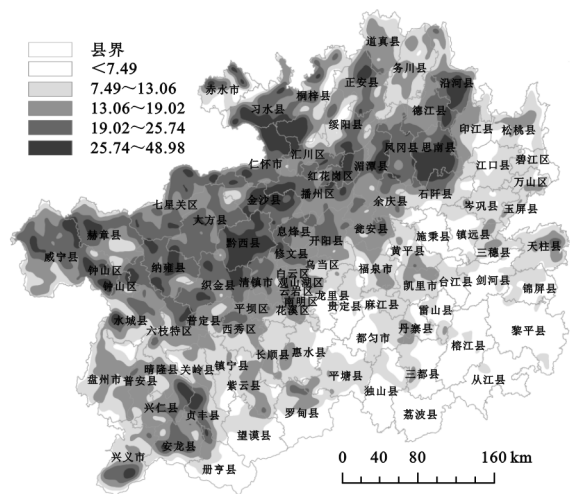 县界
<7.49
7.49～13.06
13.06～19.02
19.02～25.74
25.74～48.98
道真县
务川县
沿河县
正安县
桐梓县
赤水市
习水县
绥阳县
德江县
印江县
松桃县
仁怀市
汇川区
湄潭县
凤冈县
思南县
江口县
碧江区
万山区
红花岗区
播州区
石阡县
岑巩县
玉屏县
七星关区
大方县
金沙县
余庆县
息烽县
开阳县
瓮安县
施秉县
镇远县
黄平县
三穗县
天柱县
赫章县
威宁县
黔西县
修文县
乌当区
白云区
观山湖区
云岩区
南明区
花溪区
清镇市
织金县
纳雍县
钟山区
钟山区
福泉市
龙里县
贵定县
麻江县
凯里市
台江县
剑河县
锦屏县
水城县
六枝特区
普定县
平坝区
西秀区
雷山县
丹寨县
都匀市
榕江县
黎平县
长顺县
惠水县
盘州市
普安县
晴隆县
关岭县
镇宁县
紫云县
平塘县
独山县
三都县
从江县
荔波县
兴仁县
贞丰县
罗甸县
望谟县
安龙县
兴义市
册亨县
0 40 80 160 km